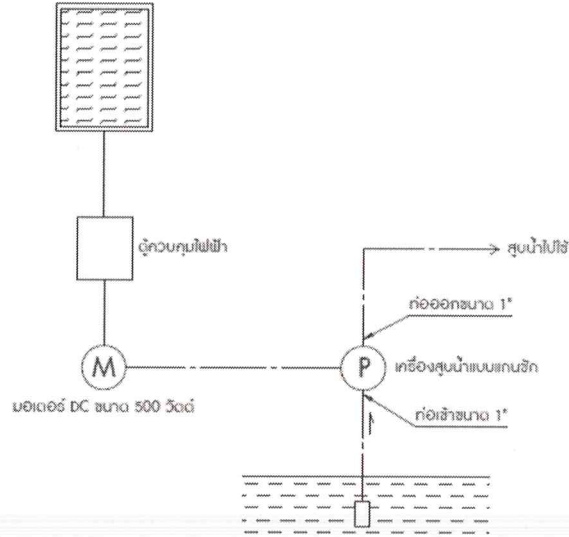 ตู้ควบคุมไฟฟ้า
สูบน้ำไปใช้
ท่อออกขนาด 1"
M
P
เครื่องสูบน้ำแบบแกนชัก
มอเตอร์ DC ขนาด 500 วัตต์
ท่อเข้าขนาด 1"